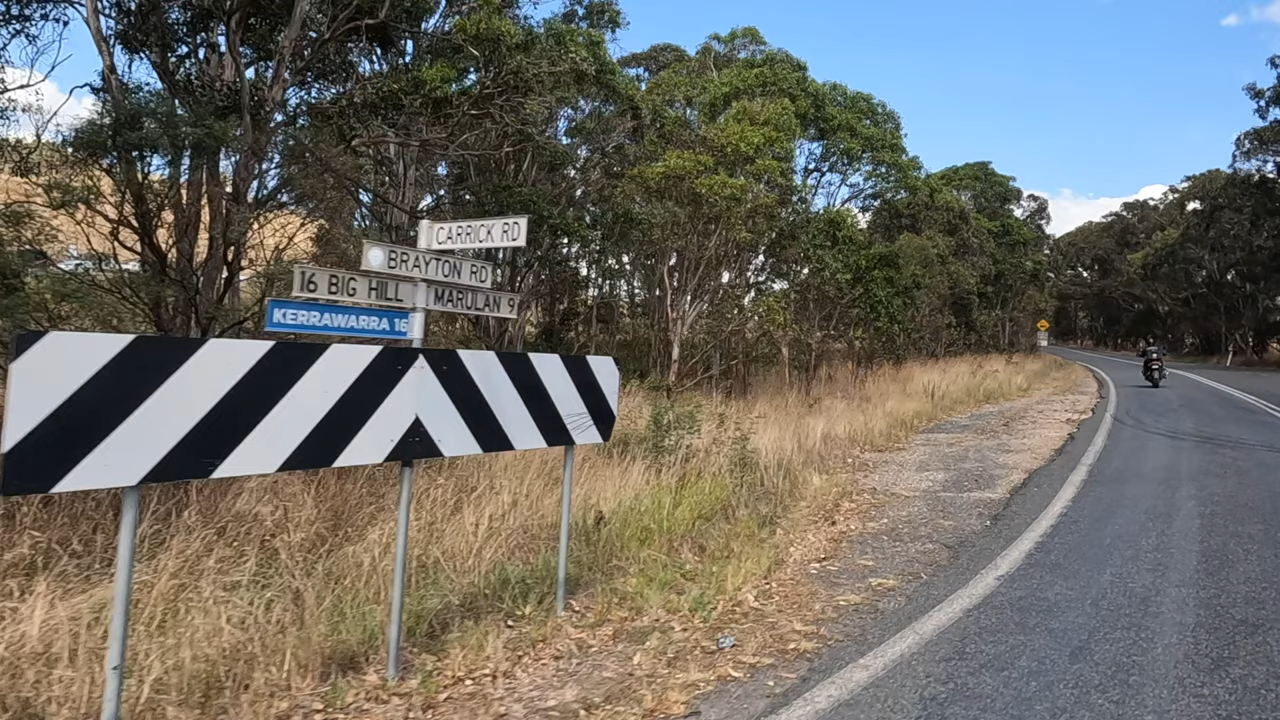 CARRICK RD
BRAYTON RD
16 BIG HILL
MARULAN 9
KERRAWARRA 16